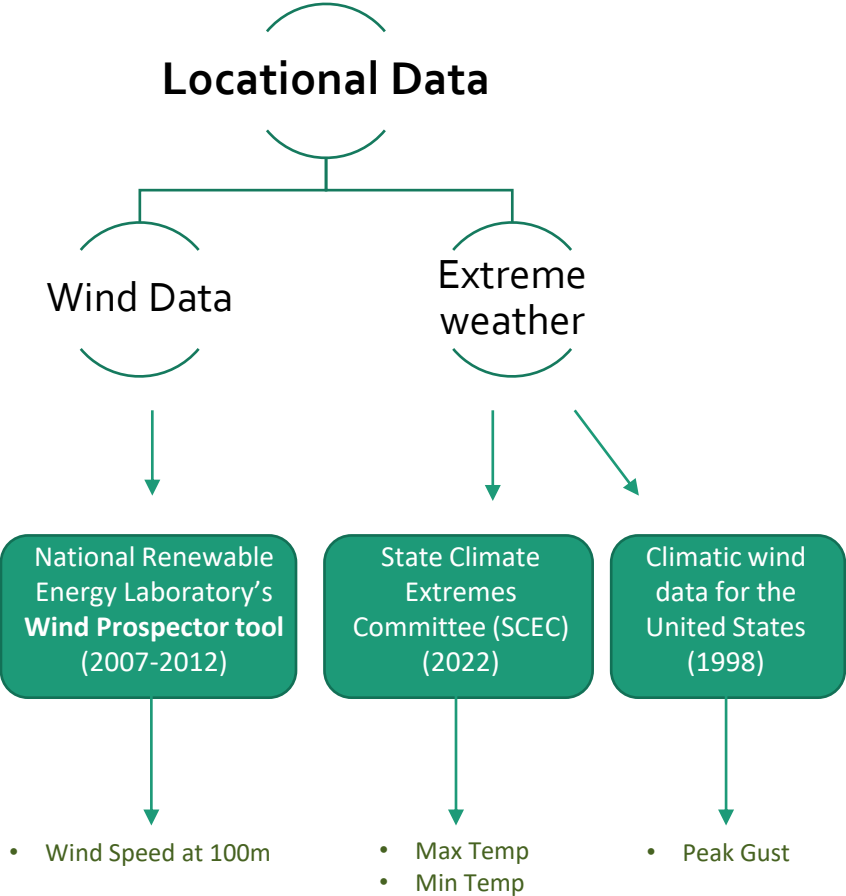 Locational Data
Wind Data
Extreme
weather
National Renewable
Energy Laboratory’s
Wind Prospector tool
(2007-2012)
State Climate
Extremes
Committee (SCEC)
(2022)
Climatic wind
data for the
United States
(1998)
• Wind Speed at 100m
• Max Temp
• Min Temp
• Peak Gust